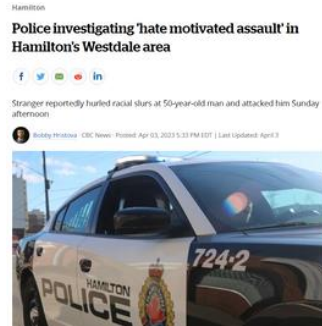 Hamilton
Police investigating 'hate motivated assault' in
Hamilton's Westdale area
Stranger reportedly hurled racial slurs at 50-year-old man and attacked him Sunday
afternoon
Bobby Hristova · CBC News · Posted: Apr 03, 2023 5:33 PM EDT | Last Updated: April 3
724-2
HAMILTON
POLICE